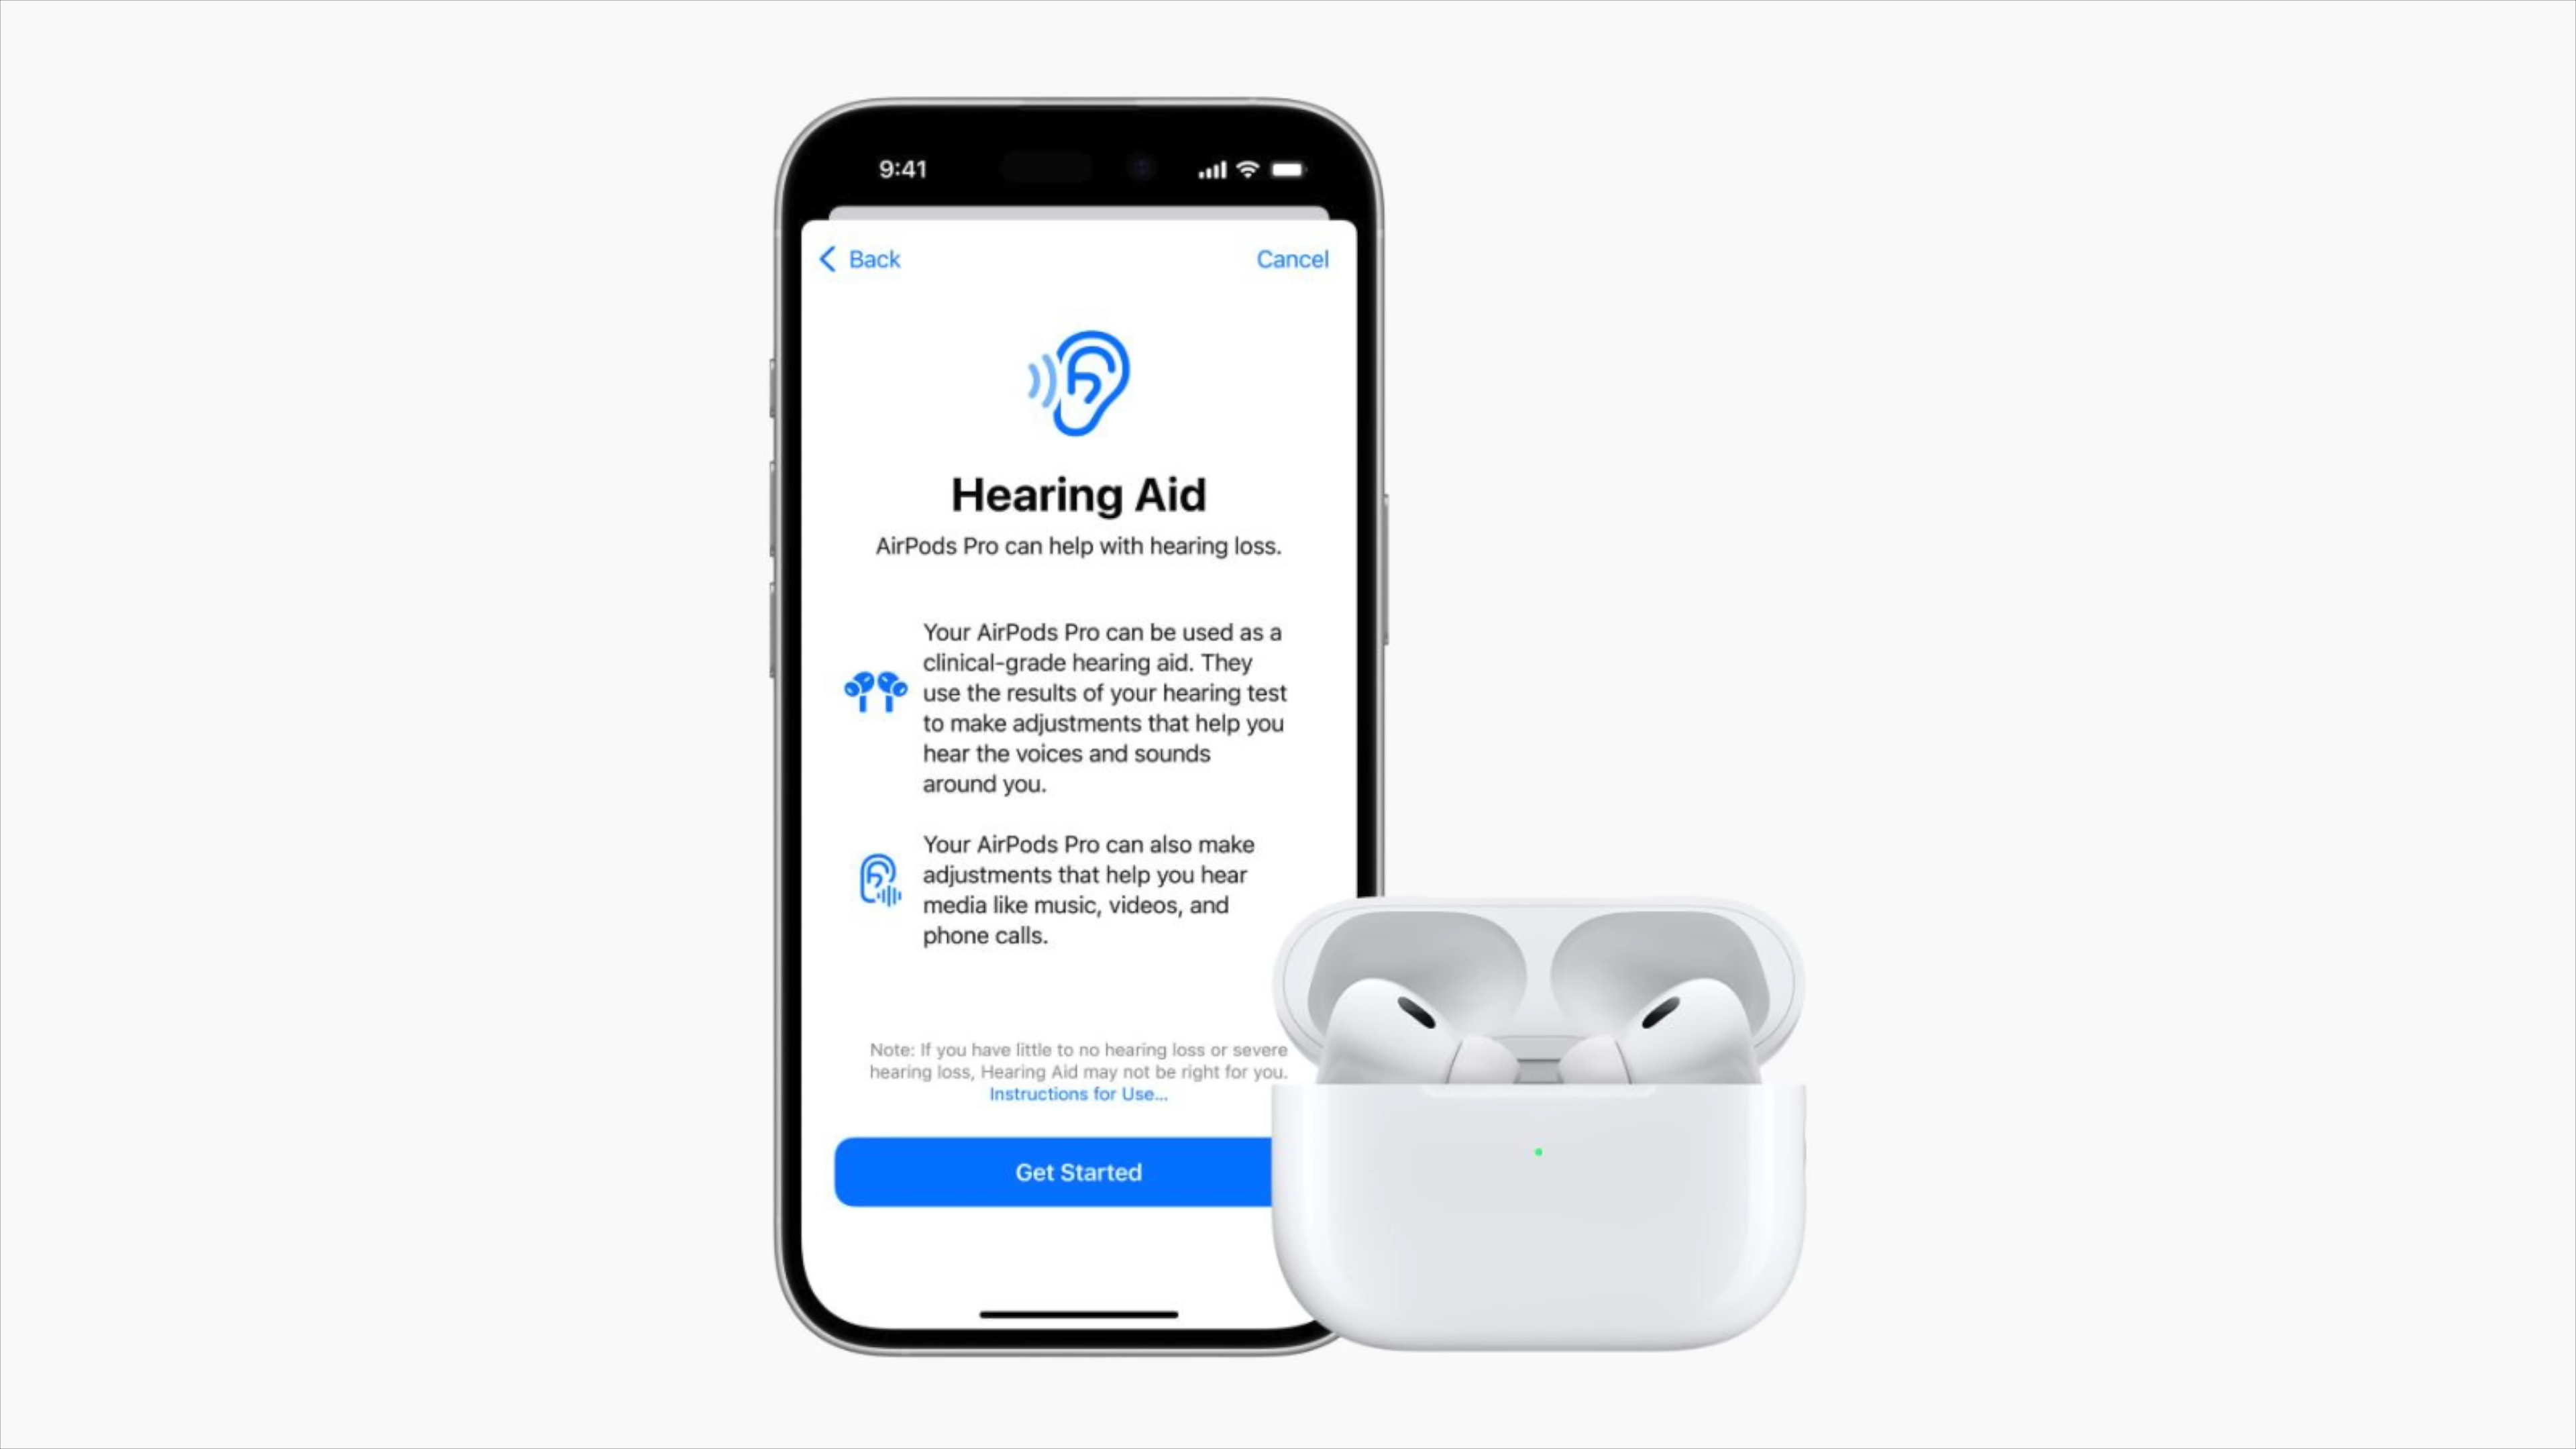 9:41
Back
Cancel
Hearing Aid
AirPods Pro can help with hearing loss.
Your AirPods Pro can be used as a
clinical-grade hearing aid. They
use the results of your hearing test
to make adjustments that help you
hear the voices and sounds
around you.
Your AirPods Pro can also make
adjustments that help you hear
media like music, videos, and
phone calls.
Note: If you have little to no hearing loss or severe
hearing loss, Hearing Aid may not be right for you.
Instructions for Use...
Get Started